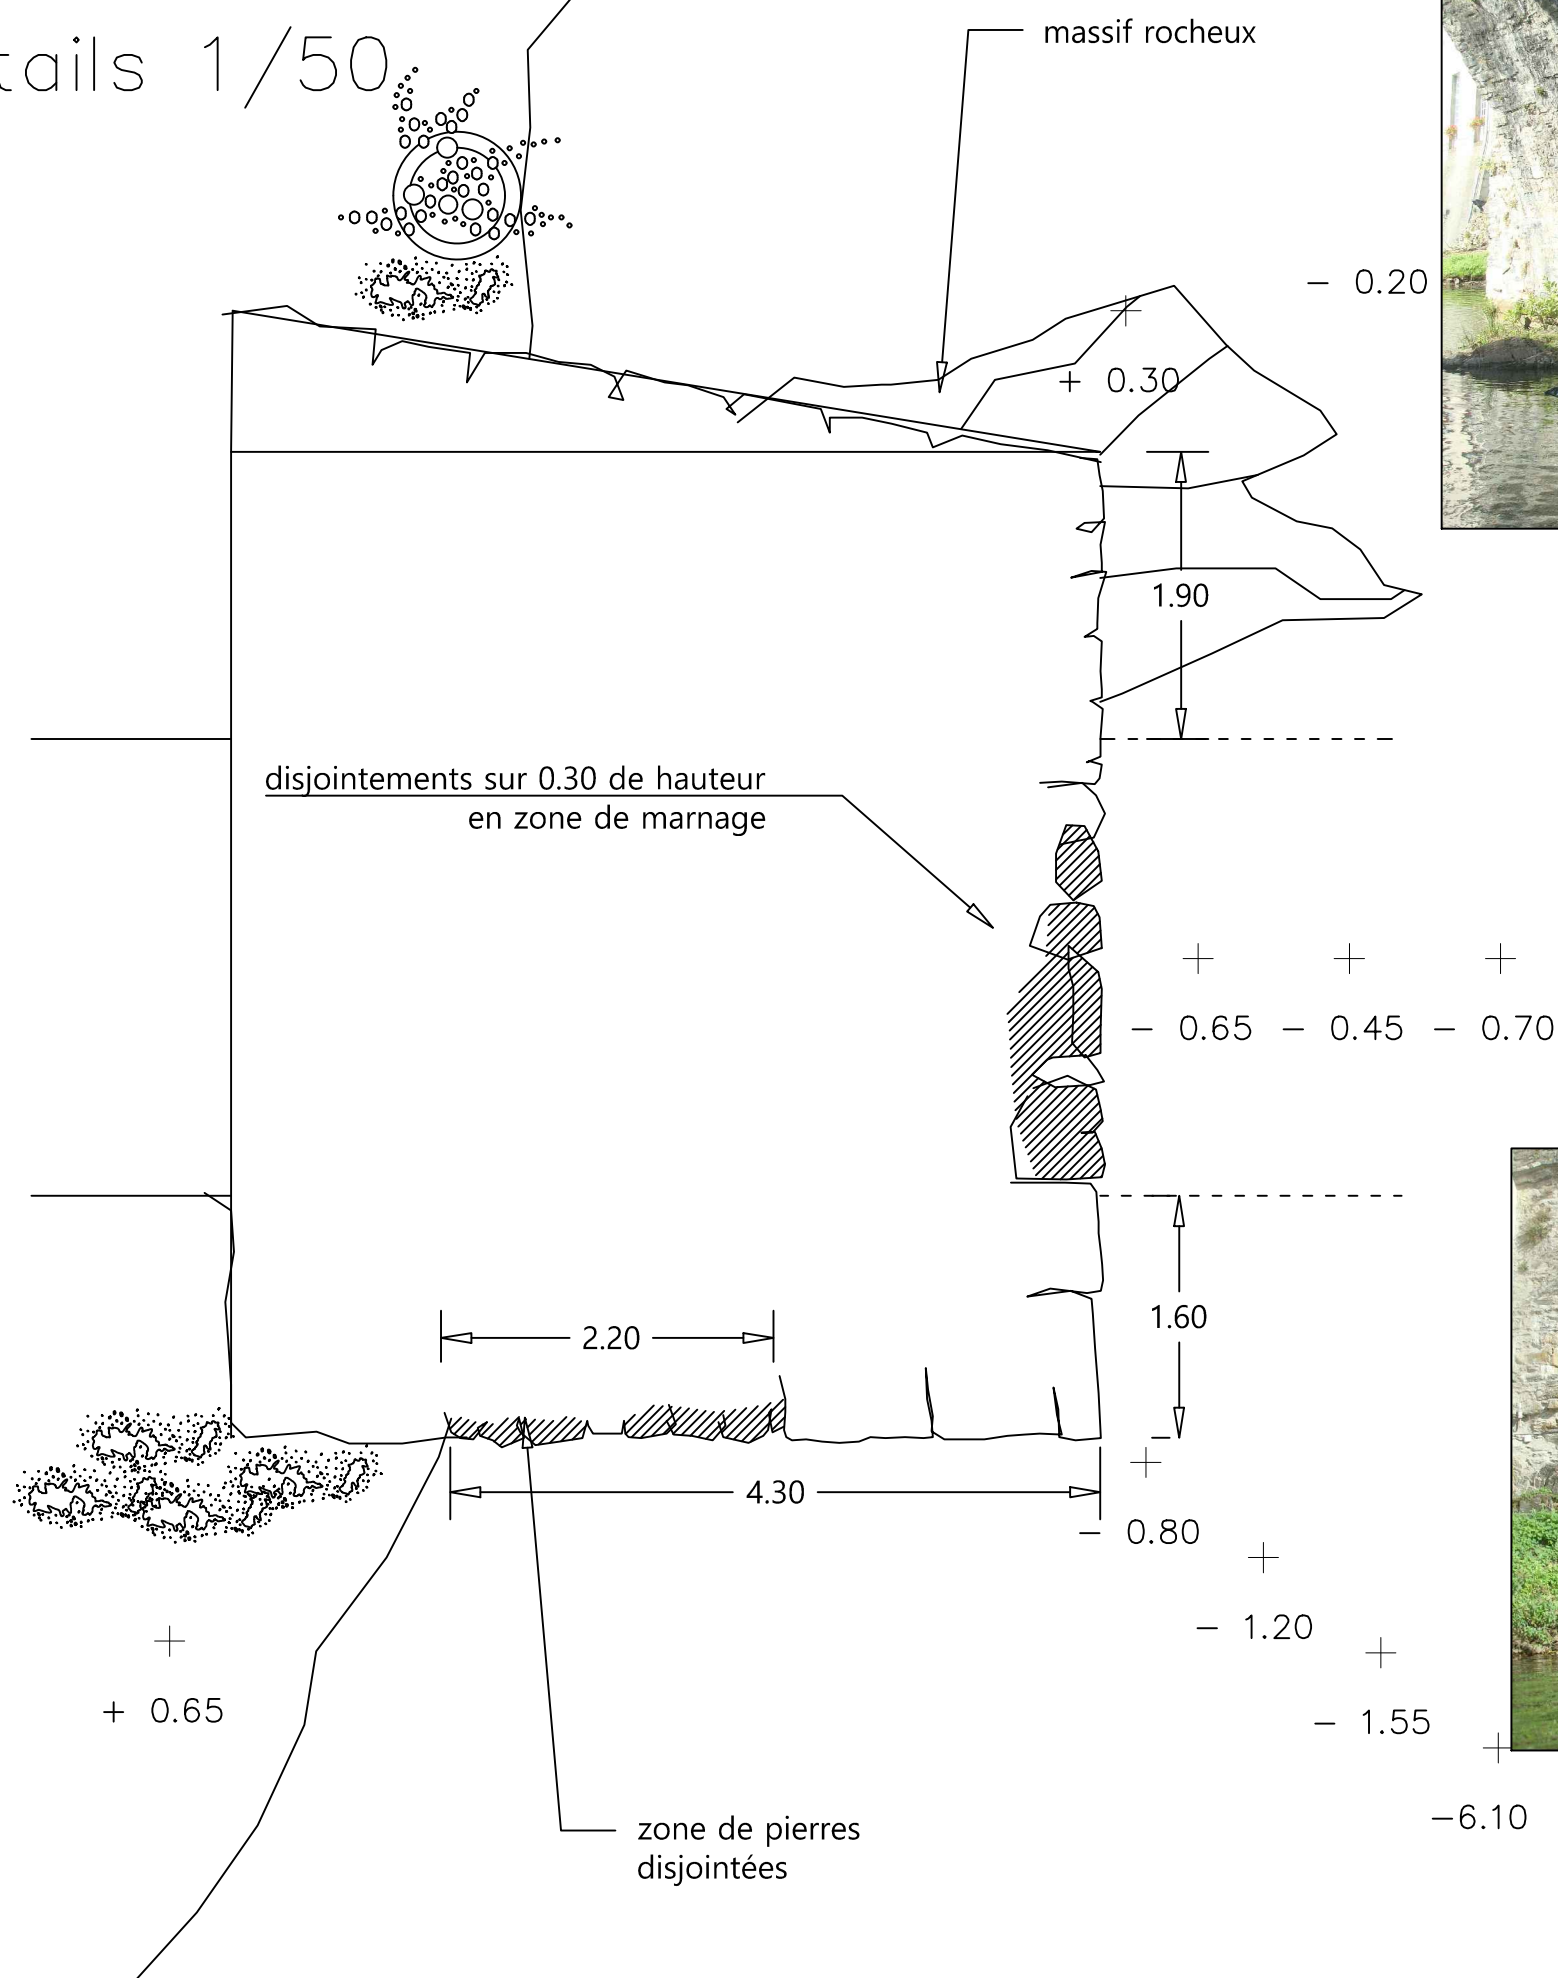 tails 1/50
massif rocheux
- 0.20
+ 0.30
1.90
disjointements sur 0.30 de hauteur
en zone de marnage
- 0.65 - 0.45 - 0.70
1.60
2.20
4.30
- 0.80
- 1.20
+ 0.65
- 1.55
-6.10
zone de pierres
disjointées